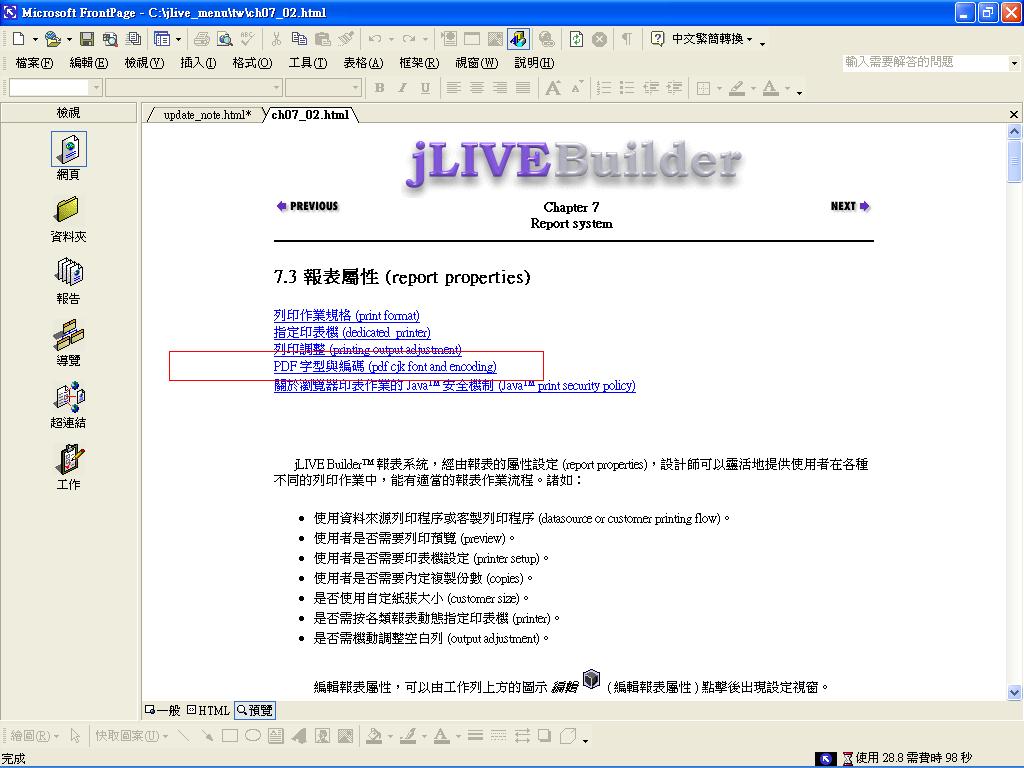 Microsoft FrontPage - C:\jlive_menu\tw\ch07_02.html
中文繁簡轉換
檔案(F) 編輯(E) 檢視(V) 插入(I) 格式(O) 工具(T) 表格(A) 框架(R) 視窗(W) 說明(H) 輸入需要解答的問題
B I U A A A
檢視
update_note.html* ch07_02.html
網頁
資料夾
報告
導覽
超連結
工作
jLIVEBuilder
PREVIOUS Chapter 7 NEXT
Report system
7.3 報表屬性 (report properties)
列印作業規格 (print format)
指定印表機 (dedicated printer)
列印調整 (printing output adjustment)
PDF 字型與編碼 (pdf cjk font and encoding)
關於瀏覽器印表作業的 Java™ 安全機制 (Java™ print security policy)
jLIVE Builder™ 報表系統，經由報表的屬性設定 (report properties)，設計師可以靈活地提供使用者在各種
不同的列印作業中，能有適當的報表作業流程。諸如：
• 使用資料來源列印程序或客製列印程序 (datasource or customer printing flow)。
• 使用者是否需要列印預覽 (preview)。
• 使用者是否需要印表機設定 (printer setup)。
• 使用者是否需要內定複製份數 (copies)。
• 是否使用自定紙張大小 (customer size)。
• 是否需按各類報表動態指定印表機 (printer)。
• 是否需機動調整空白列 (output adjustment)。
編輯報表屬性，可以由工作列上方的圖示 編輯 ( 編輯報表屬性 ) 點擊後出現設定視窗。
一般 HTML 預覽
繪圖(R) 快取圖案(U) A
完成 使用 28.8 需費時 98 秒